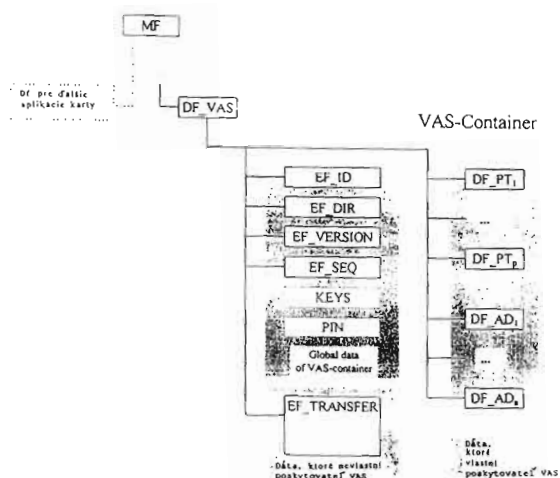 MF
Df pre ďalšie
aplikácie karty
DF_VAS
VAS-Container
EF_ID
EF_DIR
EF_VERSION
EF_SEQ
KEYS
PIN
Global data
of VAS-container
EF_TRANSFER
Dáta, ktoré nevlastní
poskytovateľ VAS
DF_PT₁
...
DF_PTₚ
DF_AD₁
...
DF_ADₐ
Dáta,
ktoré
vlastní
poskytovateľ VAS